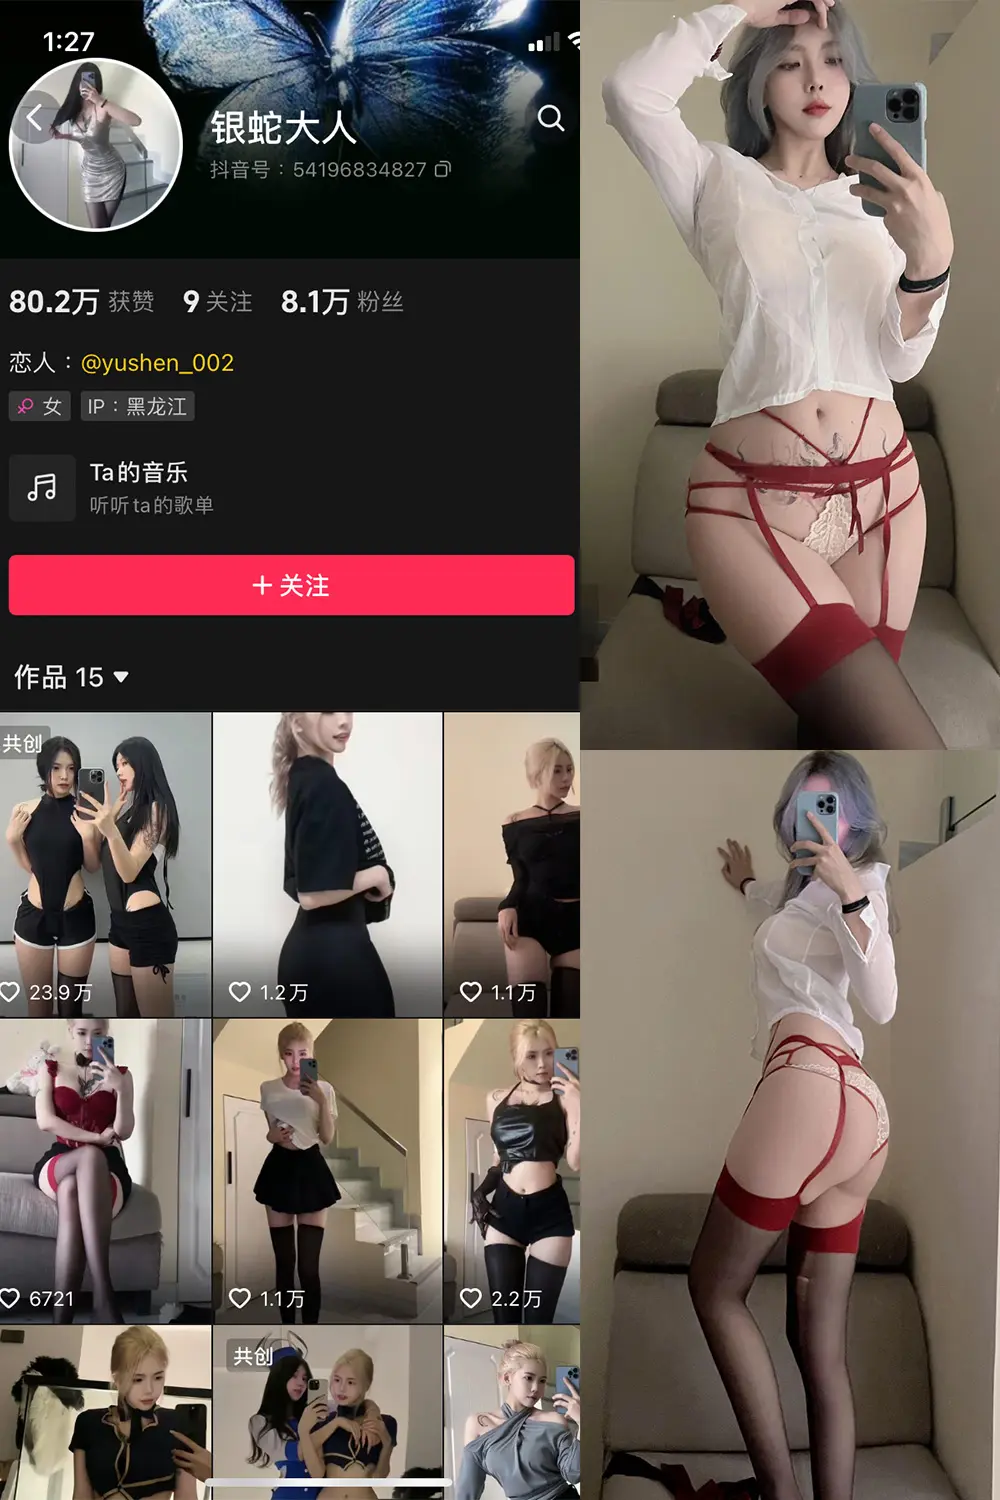 1:27
银蛇大人
抖音号：54196834827
80.2万 获赞 9 关注 8.1万 粉丝
恋人：@yushen_002
女 IP：黑龙江
Ta的音乐
听听ta的歌单
+ 关注
作品 15
共创
23.9万 1.2万 1.1万
6721 1.1万 2.2万
共创